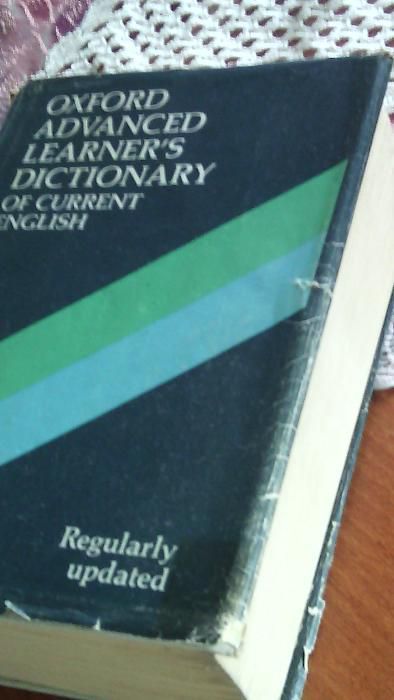 OXFORD
ADVANCED
LEARNER'S
DICTIONARY
OF CURRENT
ENGLISH
Regularly
updated